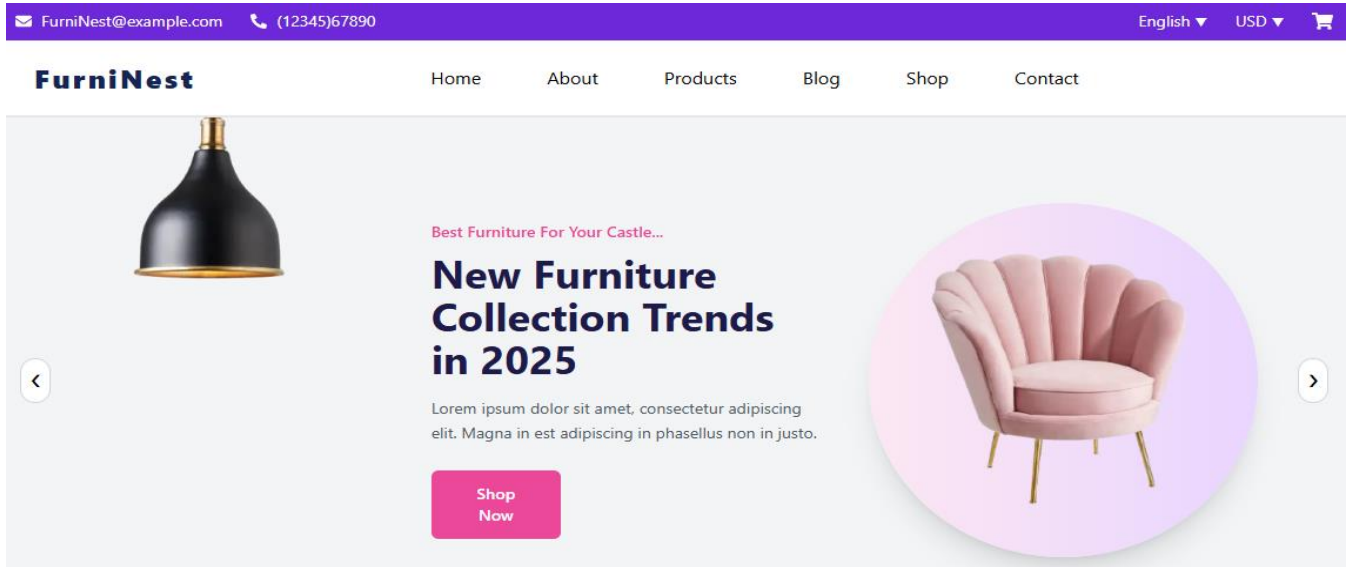 FurniNest@example.com (12345)67890 English ▼ USD ▼
FurniNest Home About Products Blog Shop Contact
Best Furniture For Your Castle...
New Furniture
Collection Trends
in 2025
Lorem ipsum dolor sit amet, consectetur adipiscing
elit. Magna in est adipiscing in phasellus non in justo.
Shop
Now